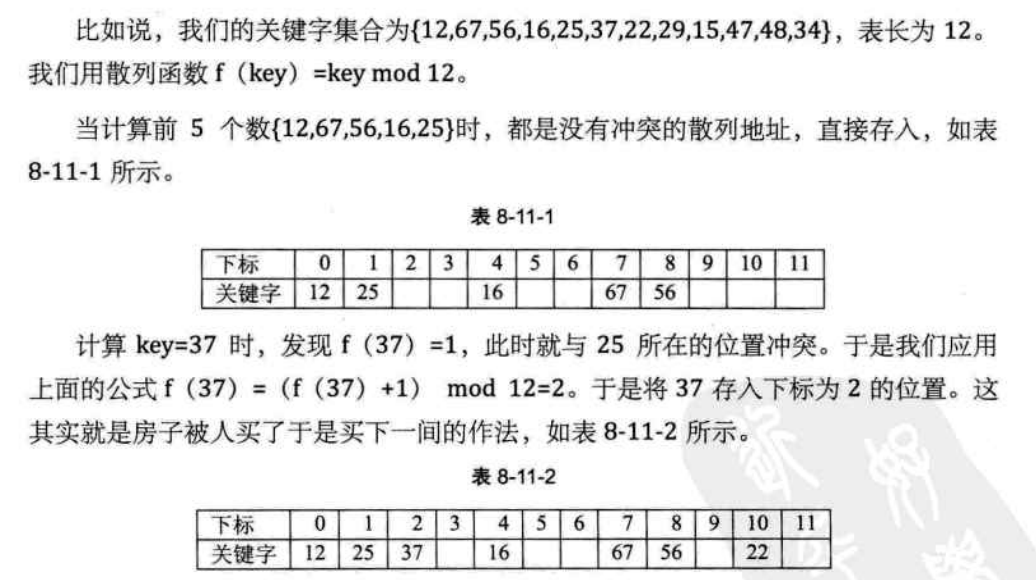 比如说，我们的关键字集合为{12,67,56,16,25,37,22,29,15,47,48,34}，表长为 12。
我们用散列函数 f（key）=key mod 12。
当计算前 5 个数{12,67,56,16,25}时，都是没有冲突的散列地址，直接存入，如表
8-11-1 所示。
表 8-11-1
下标 0 1 2 3 4 5 6 7 8 9 10 11
关键字 12 25 16 67 56
计算 key=37 时，发现 f（37）=1，此时就与 25 所在的位置冲突。于是我们应用
上面的公式 f（37）=（f（37）+1） mod 12=2。于是将 37 存入下标为 2 的位置。这
其实就是房子被人买了于是买下一间的作法，如表 8-11-2 所示。
表 8-11-2
下标 0 1 2 3 4 5 6 7 8 9 10 11
关键字 12 25 37 16 67 56 22